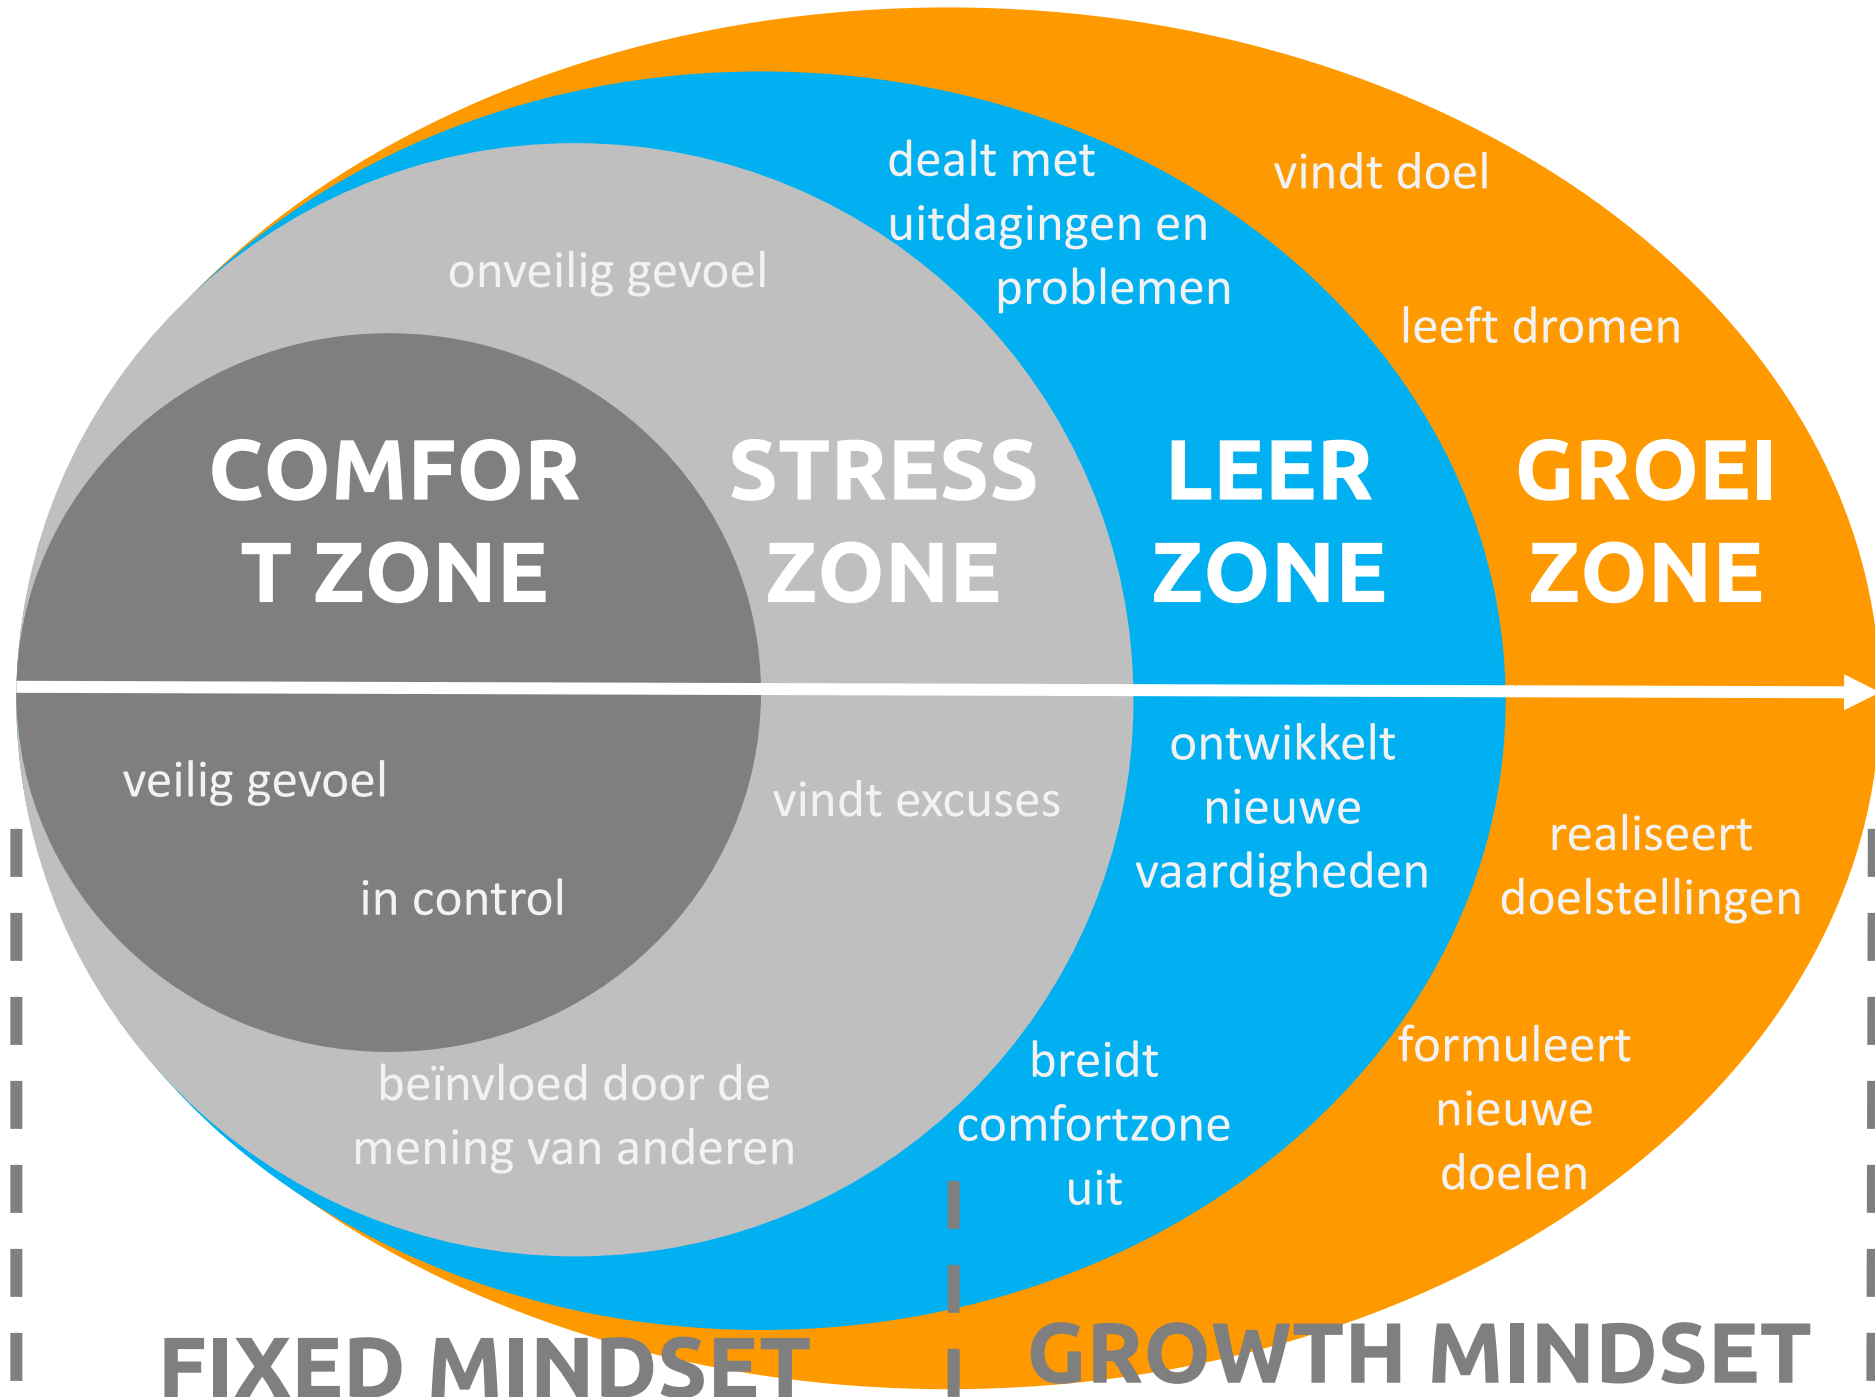 dealt met
uitdagingen en
problemen
vindt doel
onveilig gevoel
leeft dromen
COMFOR
T ZONE
STRESS
ZONE
LEER
ZONE
GROEI
ZONE
veilig gevoel
in control
vindt excuses
ontwikkelt
nieuwe
vaardigheden
realiseert
doelstellingen
beïnvloed door de
mening van anderen
breidt
comfortzone
uit
formuleert
nieuwe
doelen
FIXED MINDSET
GROWTH MINDSET